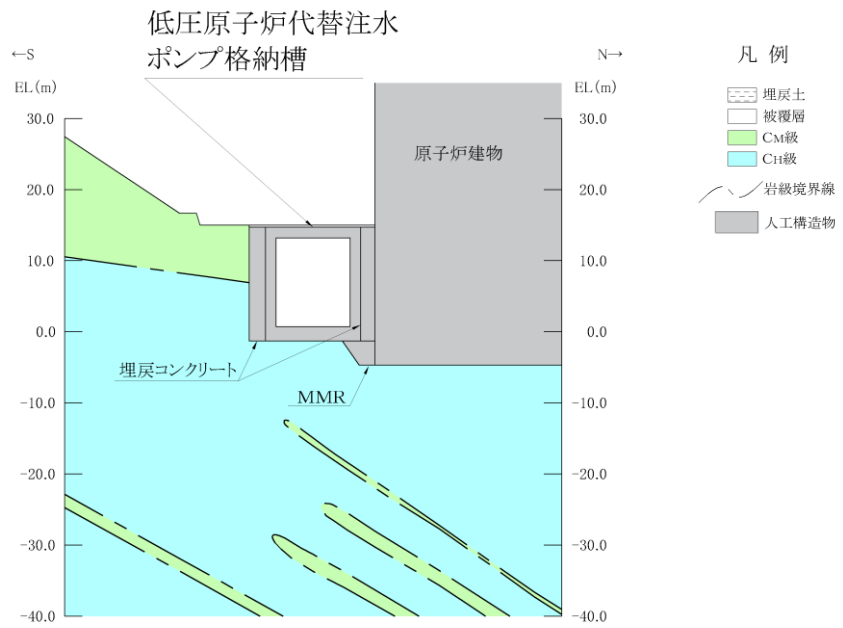 低圧原子炉代替注水
ポンプ格納槽
←S
N→
凡 例
EL(m)
EL(m)
埋戻土
被覆層
CM級
CH級
岩級境界線
人工構造物
30.0
20.0
10.0
0.0
-10.0
-20.0
-30.0
-40.0
30.0
20.0
10.0
0.0
-10.0
-20.0
-30.0
-40.0
原子炉建物
埋戻コンクリート
MMR